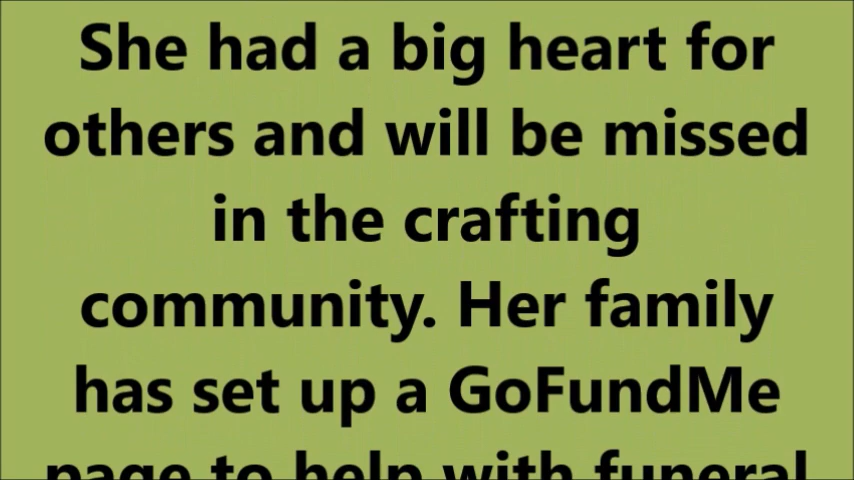 She had a big heart for
others and will be missed
in the crafting
community. Her family
has set up a GoFundMe
page to help with funeral